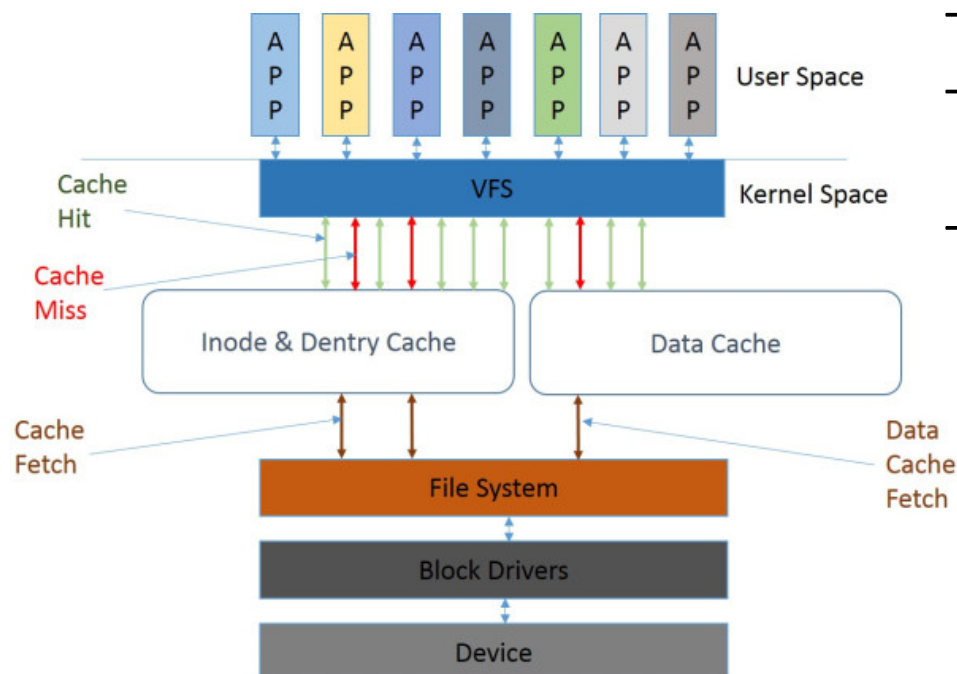 A A A A A A A
P P P P P P P
P P P P P P P
User Space
VFS
Kernel Space
Cache
Hit
Cache
Miss
Inode & Dentry Cache
Data Cache
Cache
Fetch
Data
Cache
Fetch
File System
Block Drivers
Device